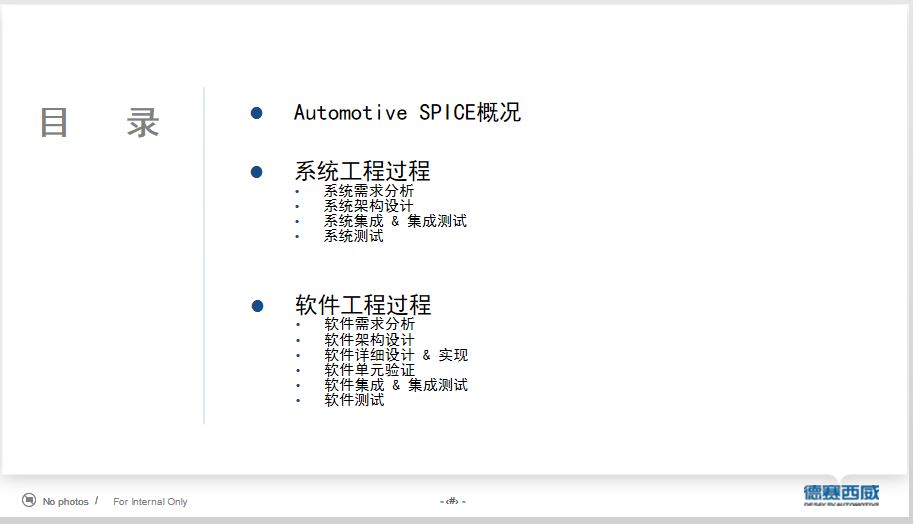 目 录
● Automotive SPICE概况
● 系统工程过程
• 系统需求分析
• 系统架构设计
• 系统集成 & 集成测试
• 系统测试
● 软件工程过程
• 软件需求分析
• 软件架构设计
• 软件详细设计 & 实现
• 软件单元验证
• 软件集成 & 集成测试
• 软件测试
No photos / For Internal Only
-‹#›-
德赛西威
DESAY SV AUTOMOTIVE